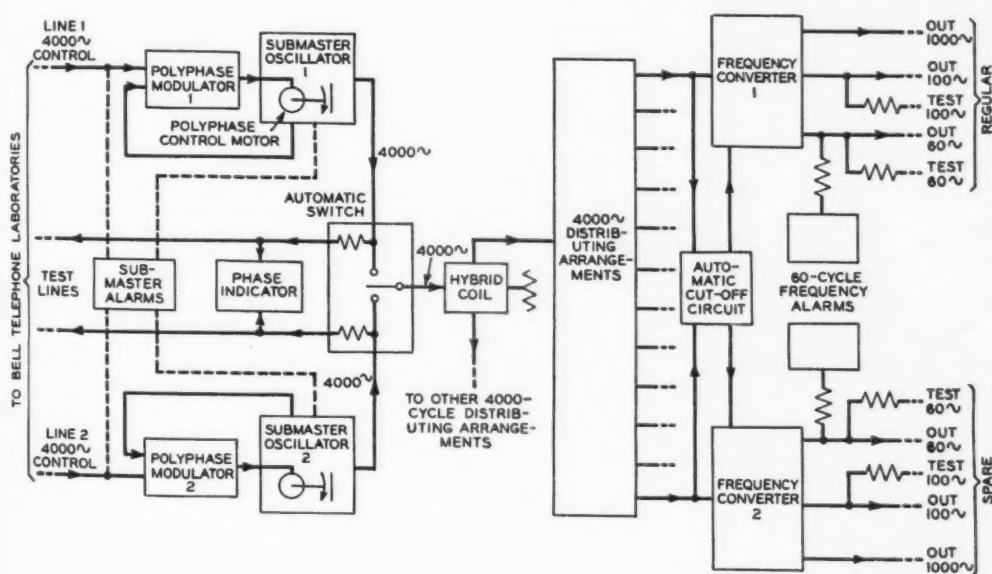 LINE 1
4000~
CONTROL
POLYPHASE
MODULATOR
1
SUBMASTER
OSCILLATOR
1
POLYPHASE
CONTROL MOTOR
4000~
AUTOMATIC
SWITCH
TO BELL TELEPHONE LABORATORIES
TEST
LINES
SUB-
MASTER
ALARMS
PHASE
INDICATOR
4000~
HYBRID
COIL
4000~
TO OTHER 4000-
CYCLE DISTRIB-
UTING ARRANGE-
MENTS
LINE 2
4000~
CONTROL
POLYPHASE
MODULATOR
2
SUBMASTER
OSCILLATOR
2
4000~
DISTRIB-
UTING
ARRANGE-
MENTS
FREQUENCY
CONVERTER
1
OUT
1000~
OUT
100~
TEST
100~
OUT
60~
TEST
60~
REGULAR
AUTO-
MATIC
CUT-OFF
CIRCUIT
60-CYCLE
FREQUENCY
ALARMS
FREQUENCY
CONVERTER
2
TEST
60~
OUT
60~
TEST
100~
OUT
100~
OUT
1000~
SPARE